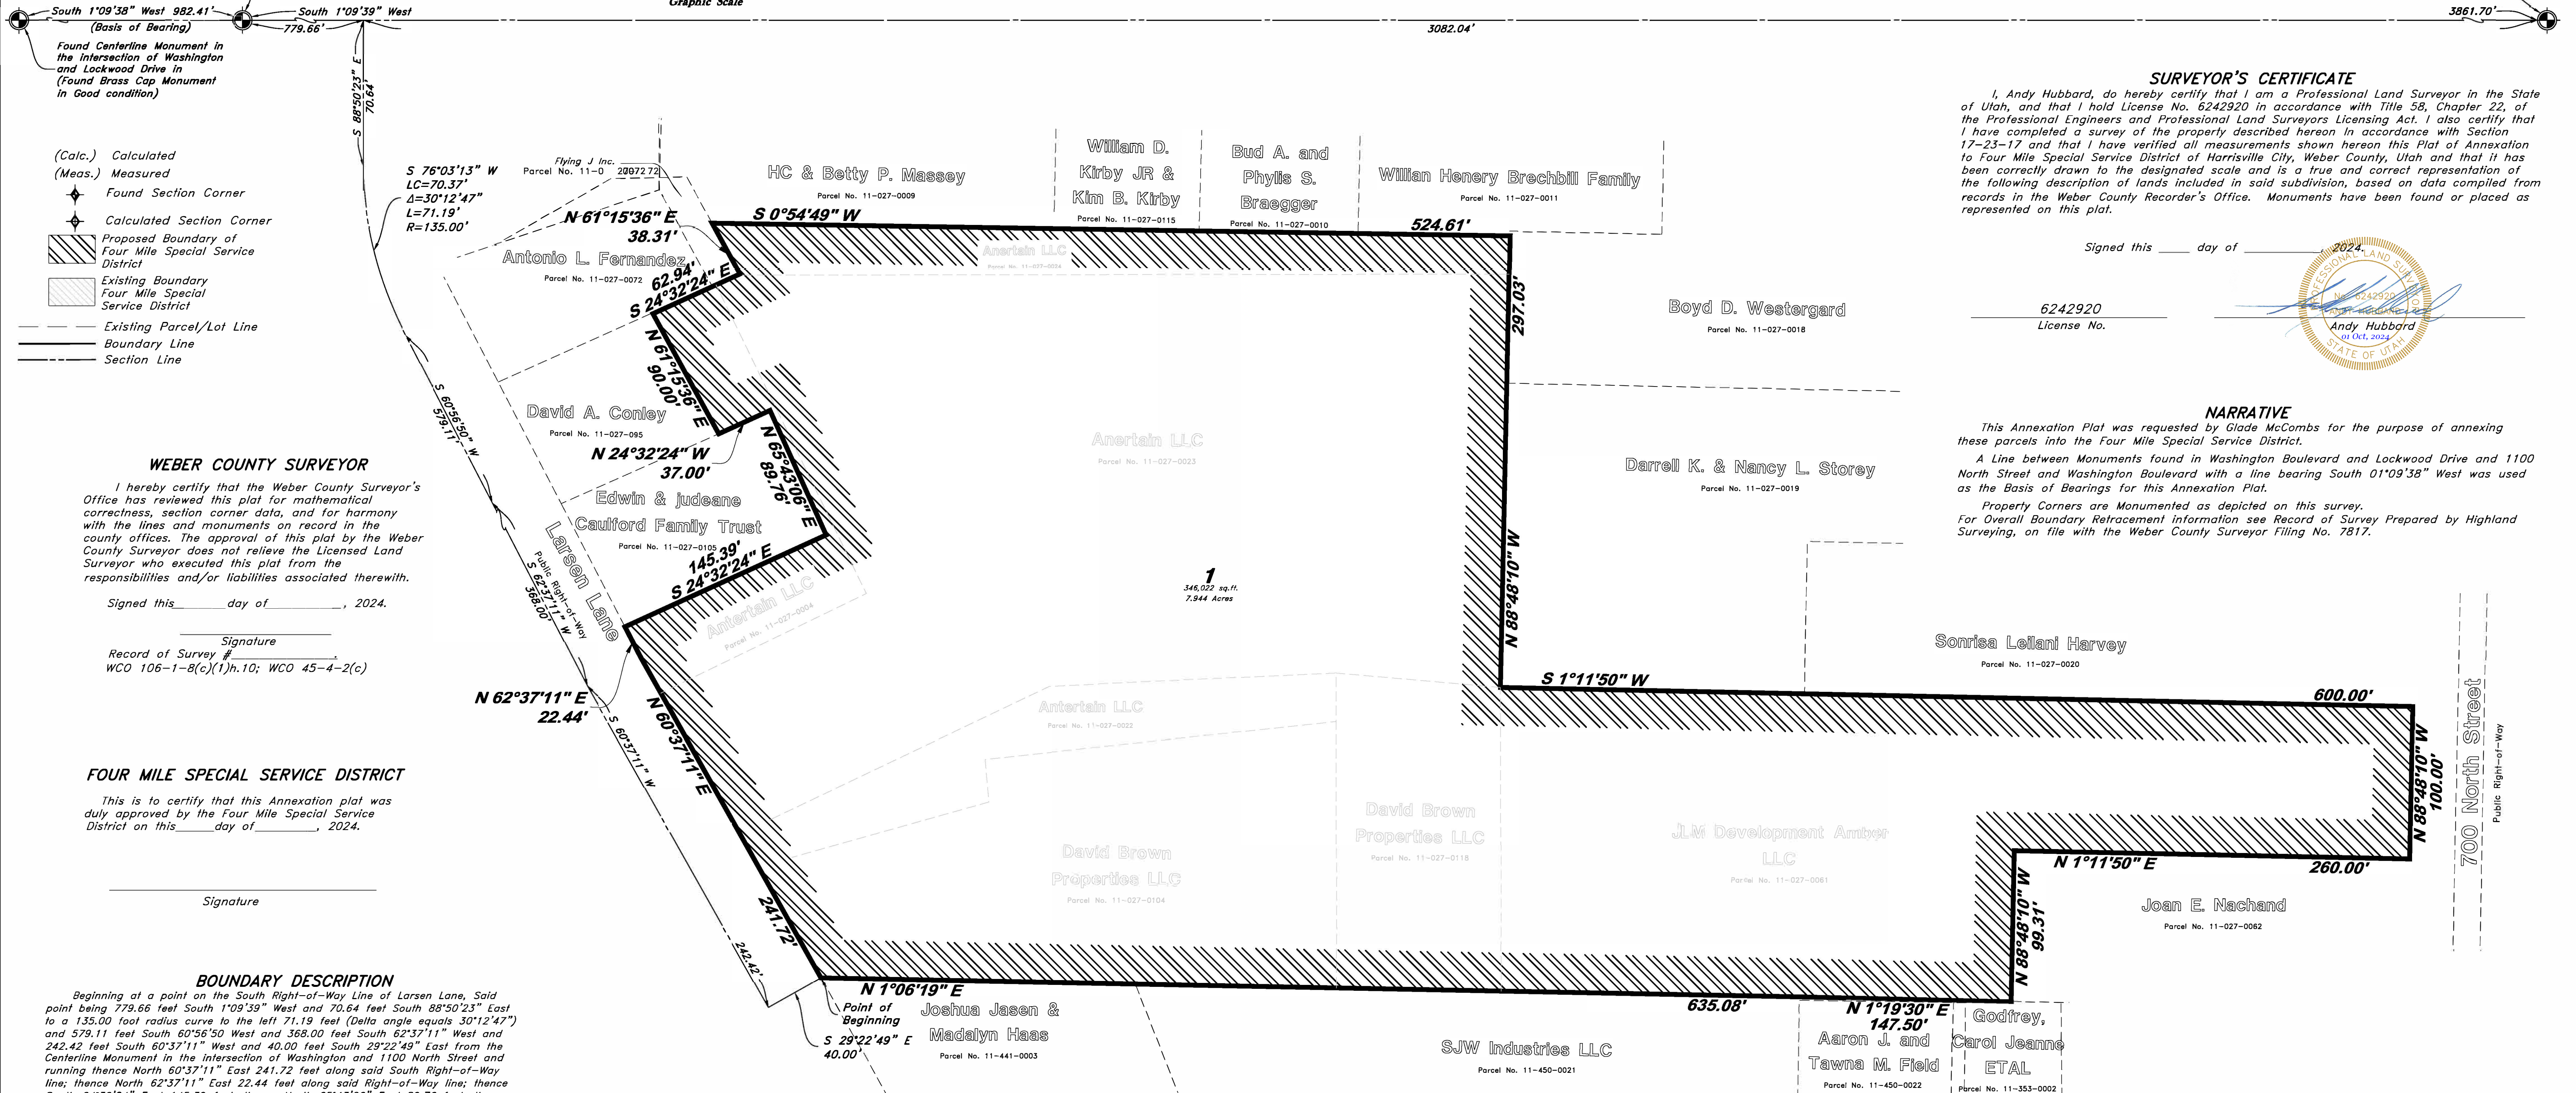 Graphic Scale
South 1°09'38" West 982.41'
(Basis of Bearing)
South 1°09'39" West
779.66'
3082.04'
3861.70'
Found Centerline Monument in
the intersection of Washington
and Lockwood Drive in
(Found Brass Cap Monument
in Good condition)
S 88°50'23" E
70.64'
(Calc.) Calculated
(Meas.) Measured
Found Section Corner
Calculated Section Corner
Proposed Boundary of
Four Mile Special Service
District
Existing Boundary
Four Mile Special
Service District
Existing Parcel/Lot Line
Boundary Line
Section Line
S 76°03'13" W
LC=70.37'
Δ=30°12'47"
L=71.19'
R=135.00'
S 60°56'50" W
579.11'
S 62°37'11" W
368.00'
Public Right-of-Way
Larsen Lane
S 60°37'11" W
242.42'
WEBER COUNTY SURVEYOR
I hereby certify that the Weber County Surveyor's
Office has reviewed this plat for mathematical
correctness, section corner data, and for harmony
with the lines and monuments on record in the
county offices. The approval of this plat by the Weber
County Surveyor does not relieve the Licensed Land
Surveyor who executed this plat from the
responsibilities and/or liabilities associated therewith.
Signed this day of , 2024.
Signature
Record of Survey # .
WCO 106-1-8(c)(1)h.10; WCO 45-4-2(c)
FOUR MILE SPECIAL SERVICE DISTRICT
This is to certify that this Annexation plat was
duly approved by the Four Mile Special Service
District on this day of , 2024.
Signature
BOUNDARY DESCRIPTION
Beginning at a point on the South Right-of-Way Line of Larsen Lane, Said
point being 779.66 feet South 1°09'39" West and 70.64 feet South 88°50'23" East
to a 135.00 foot radius curve to the left 71.19 feet (Delta angle equals 30°12'47")
and 579.11 feet South 60°56'50 West and 368.00 feet South 62°37'11" West and
242.42 feet South 60°37'11" West and 40.00 feet South 29°22'49" East from the
Centerline Monument in the intersection of Washington and 1100 North Street and
running thence North 60°37'11" East 241.72 feet along said South Right-of-Way
line; thence North 62°37'11" East 22.44 feet along said Right-of-Way line; thence
Flying J Inc.
Parcel No. 11-0
N 61°15'36" E
38.31'
Antonio L. Fernandez
Parcel No. 11-027-0072
62.94'
S 24°32'24" E
N 61°15'36" E
90.00'
David A. Conley
Parcel No. 11-027-095
N 24°32'24" W
37.00'
N 65°43'06" E
89.76'
Edwin & judeane
Caulford Family Trust
Parcel No. 11-027-0105
145.39'
S 24°32'24" E
Antertain LLC
Parcel No. 11-027-0004
N 62°37'11" E
22.44'
N 60°37'11" E
241.72'
Point of
Beginning
S 29°22'49" E
40.00'
HC & Betty P. Massey
Parcel No. 11-027-0009
William D.
Kirby JR &
Kim B. Kirby
Parcel No. 11-027-0115
Bud A. and
Phylis S.
Braegger
Parcel No. 11-027-0010
Willian Henery Brechbill Family
Parcel No. 11-027-0011
S 0°54'49" W
524.61'
Anertain LLC
Anertain LLC
Parcel No. 11-027-0023
1
346,022 sq.ft.
7.944 Acres
Antertain LLC
Parcel No. 11-027-0022
David Brown
Properties LLC
Parcel No. 11-027-0104
David Brown
Properties LLC
Parcel No. 11-027-0118
JLM Development Amber
LLC
Parcel No. 11-027-0061
297.03'
N 88°48'10" W
Boyd D. Westergard
Parcel No. 11-027-0018
Darrell K. & Nancy L. Storey
Parcel No. 11-027-0019
Sonrisa Leilani Harvey
Parcel No. 11-027-0020
S 1°11'50" W
600.00'
N 88°48'10" W
100.00'
700 North Street
Public Right-of-Way
N 1°11'50" E
260.00'
Joan E. Nachand
Parcel No. 11-027-0062
N 88°48'10" W
99.31'
N 1°06'19" E
635.08'
N 1°19'30" E
147.50'
Joshua Jasen &
Madalyn Haas
Parcel No. 11-441-0003
SJW Industries LLC
Parcel No. 11-450-0021
Aaron J. and
Tawna M. Field
Parcel No. 11-450-0022
Godfrey,
Carol Jeanne
ETAL
Parcel No. 11-353-0002
SURVEYOR'S CERTIFICATE
I, Andy Hubbard, do hereby certify that I am a Professional Land Surveyor in the State
of Utah, and that I hold License No. 6242920 in accordance with Title 58, Chapter 22, of
the Professional Engineers and Professional Land Surveyors Licensing Act. I also certify that
I have completed a survey of the property described hereon In accordance with Section
17-23-17 and that I have verified all measurements shown hereon this Plat of Annexation
to Four Mile Special Service District of Harrisville City, Weber County, Utah and that it has
been correctly drawn to the designated scale and is a true and correct representation of
the following description of lands included in said subdivision, based on data compiled from
records in the Weber County Recorder's Office. Monuments have been found or placed as
represented on this plat.
Signed this day of , 2024.
6242920
License No.
PROFESSIONAL LAND SURVEYOR
No. 6242920
STATE OF UTAH
Andy Hubbard
01 Oct, 2024
NARRATIVE
This Annexation Plat was requested by Glade McCombs for the purpose of annexing
these parcels into the Four Mile Special Service District.
A Line between Monuments found in Washington Boulevard and Lockwood Drive and 1100
North Street and Washington Boulevard with a line bearing South 01°09'38" West was used
as the Basis of Bearings for this Annexation Plat.
Property Corners are Monumented as depicted on this survey.
For Overall Boundary Retracement information see Record of Survey Prepared by Highland
Surveying, on file with the Weber County Surveyor Filing No. 7817.